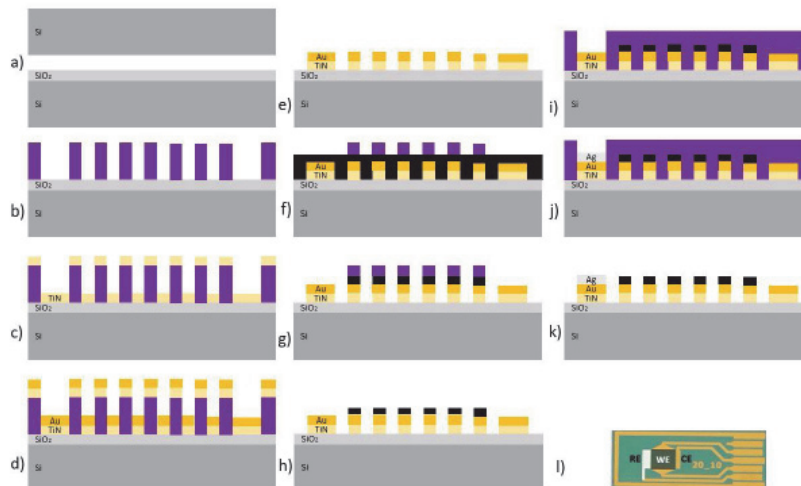 Si
a)
SiO₂
Si
b)
SiO₂
Si
TiN
c)
SiO₂
Si
Au
TiN
d)
SiO₂
Si
Au
TiN
e)
SiO₂
Si
Au
TiN
f)
SiO₂
Si
Au
TiN
g)
SiO₂
Si
Au
TiN
h)
SiO₂
Si
Au
TiN
i)
SiO₂
Si
Ag
Au
TiN
j)
SiO₂
Si
Ag
Au
TiN
k)
SiO₂
Si
l)
RE WE CE
20_10